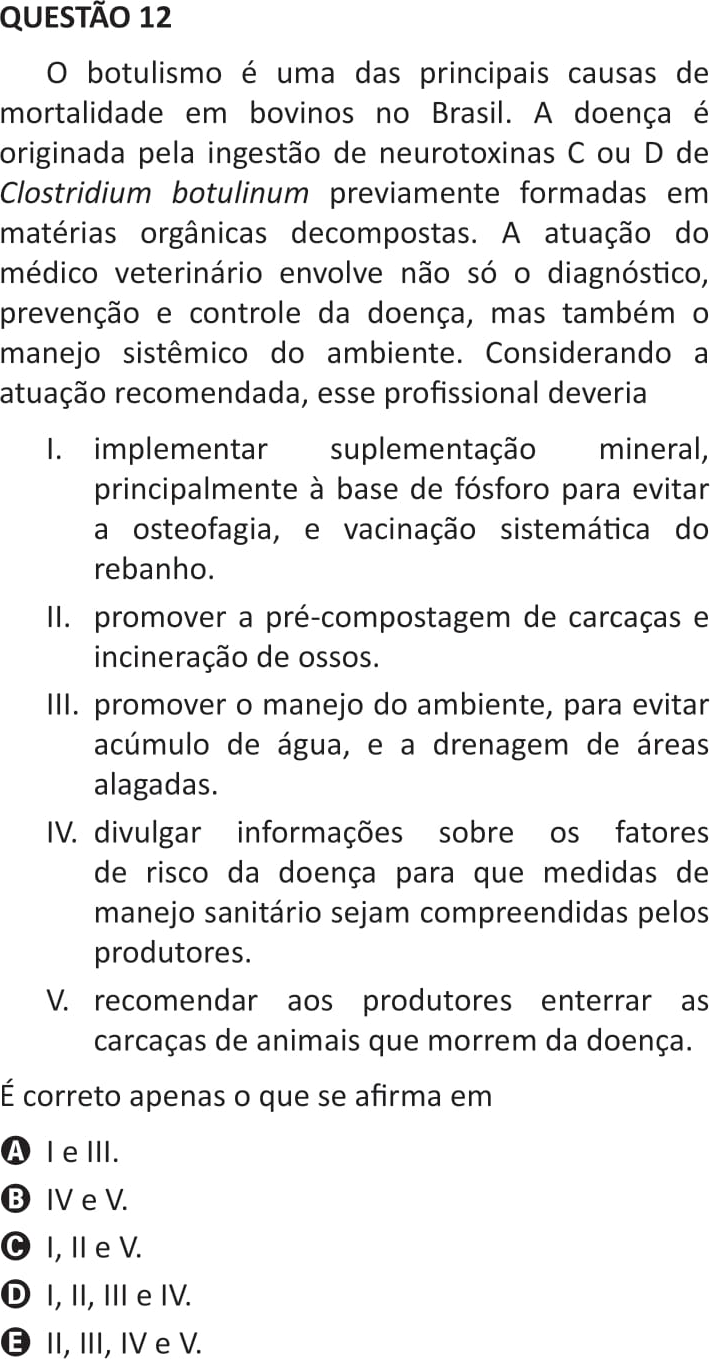 QUESTÃO 12
O botulismo é uma das principais causas de
mortalidade em bovinos no Brasil. A doença é
originada pela ingestão de neurotoxinas C ou D de
Clostridium botulinum previamente formadas em
matérias orgânicas decompostas. A atuação do
médico veterinário envolve não só o diagnóstico,
prevenção e controle da doença, mas também o
manejo sistêmico do ambiente. Considerando a
atuação recomendada, esse profissional deveria
I. implementar suplementação mineral,
principalmente à base de fósforo para evitar
a osteofagia, e vacinação sistemática do
rebanho.
II. promover a pré-compostagem de carcaças e
incineração de ossos.
III. promover o manejo do ambiente, para evitar
acúmulo de água, e a drenagem de áreas
alagadas.
IV. divulgar informações sobre os fatores
de risco da doença para que medidas de
manejo sanitário sejam compreendidas pelos
produtores.
V. recomendar aos produtores enterrar as
carcaças de animais que morrem da doença.
É correto apenas o que se afirma em
A I e III.
B IV e V.
C I, II e V.
D I, II, III e IV.
E II, III, IV e V.